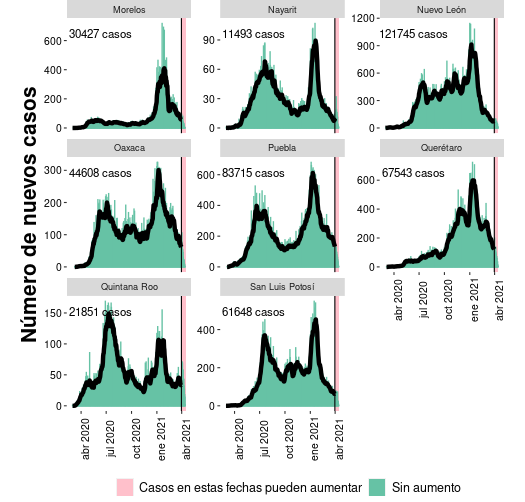 Número de nuevos casos
Morelos
30427 casos
600
400
200
0
Nayarit
11493 casos
90
60
30
0
Nuevo León
121745 casos
1200
900
600
300
0
Oaxaca
44608 casos
300
200
100
0
Puebla
83715 casos
600
400
200
0
Querétaro
67543 casos
600
400
200
0
abr 2020
jul 2020
oct 2020
ene 2021
abr 2021
Quintana Roo
21851 casos
150
100
50
0
abr 2020
jul 2020
oct 2020
ene 2021
abr 2021
San Luis Potosí
61648 casos
400
200
0
abr 2020
jul 2020
oct 2020
ene 2021
abr 2021
Casos en estas fechas pueden aumentar
Sin aumento